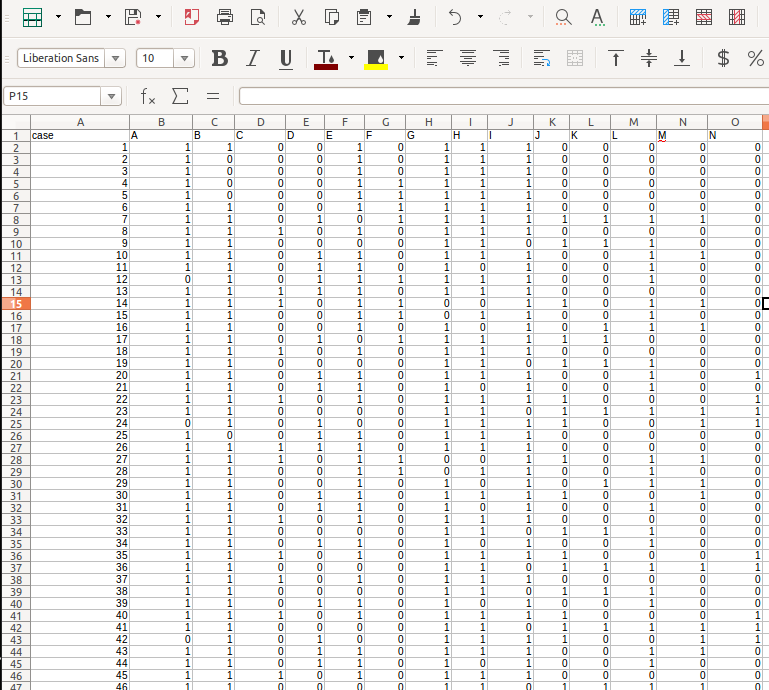 Liberation Sans 10 B I U T A $ %
P15 fx Σ =
A B C D E F G H I J K L M N O
1 case A B C D E F G H I J K L M N
2 1 1 1 0 0 1 0 1 1 1 0 0 0 0 0
3 2 1 0 0 0 1 0 1 1 1 0 0 0 0 0
4 3 1 0 0 0 1 0 1 1 1 0 0 0 0 0
5 4 1 0 0 0 1 1 1 1 1 0 0 0 0 0
6 5 1 0 0 0 1 1 1 1 1 0 0 0 0 0
7 6 1 1 0 0 1 1 1 1 1 0 0 0 0 0
8 7 1 1 0 1 0 1 1 1 1 1 1 1 1 0
9 8 1 1 1 0 1 0 1 1 1 0 0 0 0 0
10 9 1 1 0 0 0 0 1 1 0 1 1 1 0 0
11 10 1 1 0 1 1 0 1 1 1 0 0 1 1 0
12 11 1 1 0 1 1 0 1 0 1 0 0 1 0 0
13 12 0 1 0 1 1 1 1 1 1 0 0 1 0 0
14 13 1 1 1 1 1 0 1 1 1 0 0 0 0 0
15 14 1 1 1 0 1 1 0 0 1 1 0 1 1 0
16 15 1 1 0 0 1 1 0 1 1 0 0 1 0 0
17 16 1 1 0 0 1 0 1 0 1 0 1 1 1 0
18 17 1 1 0 1 0 1 1 1 1 1 1 0 0 0
19 18 1 1 1 0 1 0 1 1 1 0 0 0 0 0
20 19 1 1 0 0 0 0 1 1 0 1 1 1 0 0
21 20 1 1 0 1 1 0 1 1 1 0 0 1 0 1
22 21 1 1 0 1 1 0 1 0 1 0 0 1 0 0
23 22 1 1 1 0 1 0 1 1 1 1 0 0 0 1
24 23 1 1 0 0 0 0 1 1 0 1 1 1 1 1
25 24 0 1 0 1 0 0 1 1 1 0 0 0 0 1
26 25 1 0 0 1 1 0 1 1 1 0 0 0 0 0
27 26 1 1 1 1 1 0 1 1 1 0 0 0 0 0
28 27 1 1 1 0 1 1 0 0 1 1 0 1 1 0
29 28 1 1 0 0 1 1 0 1 1 0 0 1 0 0
30 29 1 1 0 0 1 0 1 0 1 0 1 1 1 0
31 30 1 1 0 1 1 0 1 1 1 1 0 0 1 0
32 31 1 1 0 1 1 0 1 0 1 0 0 1 0 0
33 32 1 1 1 0 1 0 1 1 1 0 0 0 0 0
34 33 1 1 0 0 0 0 1 1 0 1 1 1 0 0
35 34 1 1 0 1 1 0 1 0 1 0 0 1 0 0
36 35 1 1 1 0 1 0 1 1 1 1 0 0 0 1
37 36 1 1 0 0 0 0 1 1 0 1 1 1 1 1
38 37 1 1 1 0 1 0 1 1 1 0 0 0 0 0
39 38 1 1 0 0 0 0 1 1 0 1 1 1 0 0
40 39 1 1 0 1 1 0 1 0 1 0 0 1 0 0
41 40 1 1 1 0 1 0 1 1 1 1 0 0 0 1
42 41 1 1 0 0 0 0 1 1 0 1 1 1 1 1
43 42 0 1 0 1 0 0 1 1 1 1 0 0 1 1
44 43 1 1 0 1 1 0 1 1 1 0 0 1 1 0
45 44 1 1 0 1 1 0 1 0 1 0 0 1 0 0
46 45 1 1 1 0 1 0 1 1 1 0 0 0 0 0
47 46 1 1 0 0 0 0 1 1 0 1 1 1 1 0